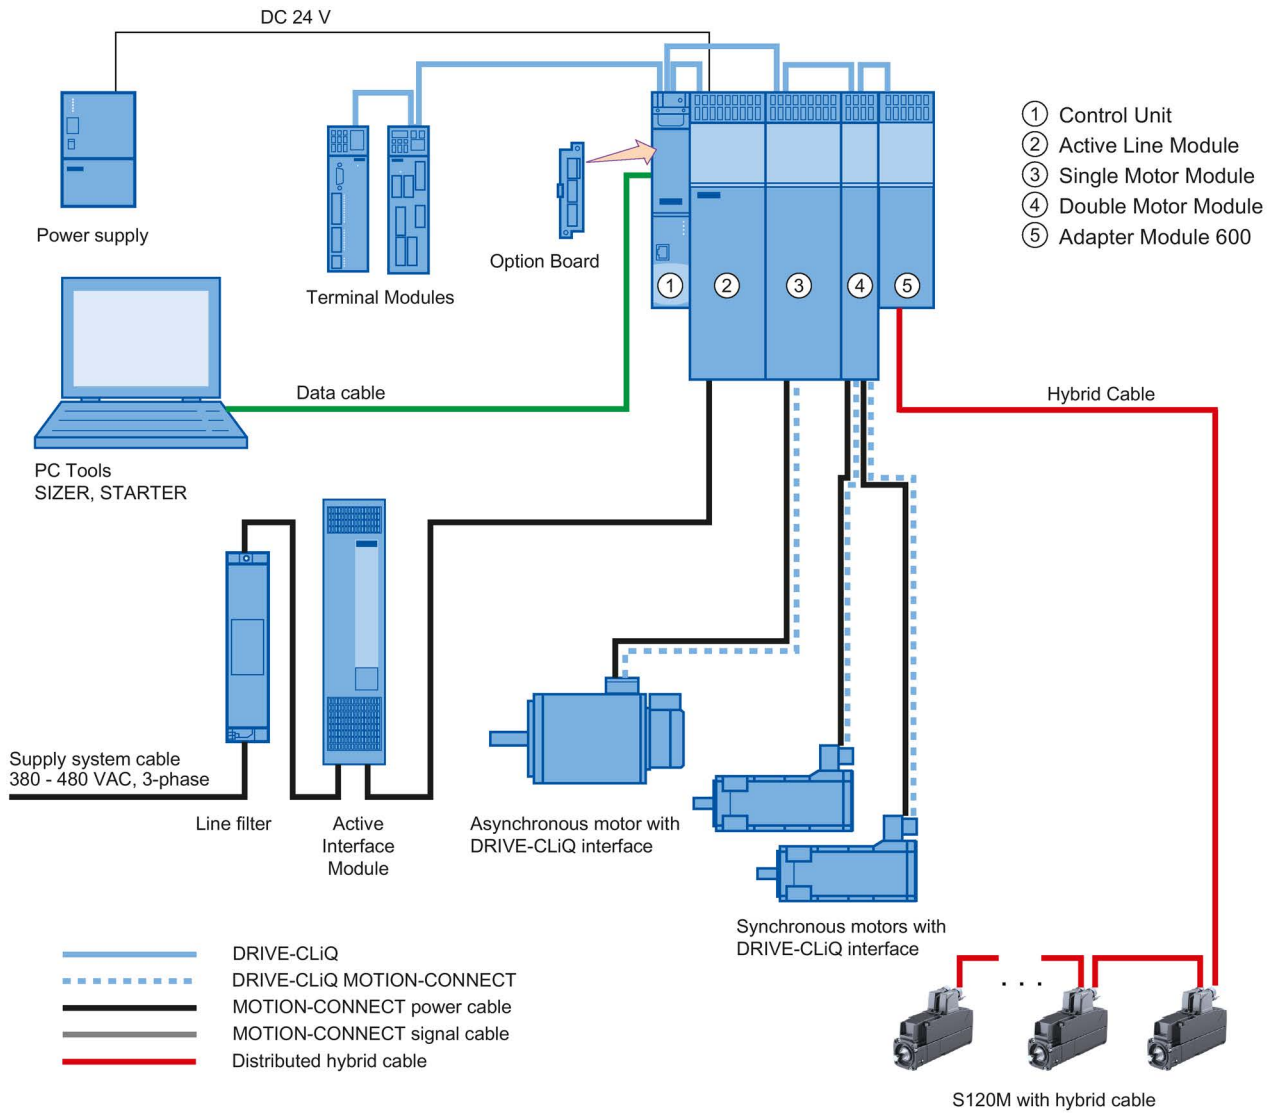 DC 24 V
① Control Unit
② Active Line Module
③ Single Motor Module
④ Double Motor Module
⑤ Adapter Module 600
Power supply
Terminal Modules
Option Board
① ② ③ ④ ⑤
Data cable
Hybrid Cable
PC Tools
SIZER, STARTER
Supply system cable
380 - 480 VAC, 3-phase
Line filter
Active
Interface
Module
Asynchronous motor with
DRIVE-CLiQ interface
Synchronous motors with
DRIVE-CLiQ interface
DRIVE-CLiQ
DRIVE-CLiQ MOTION-CONNECT
MOTION-CONNECT power cable
MOTION-CONNECT signal cable
Distributed hybrid cable
. . .
S120M with hybrid cable